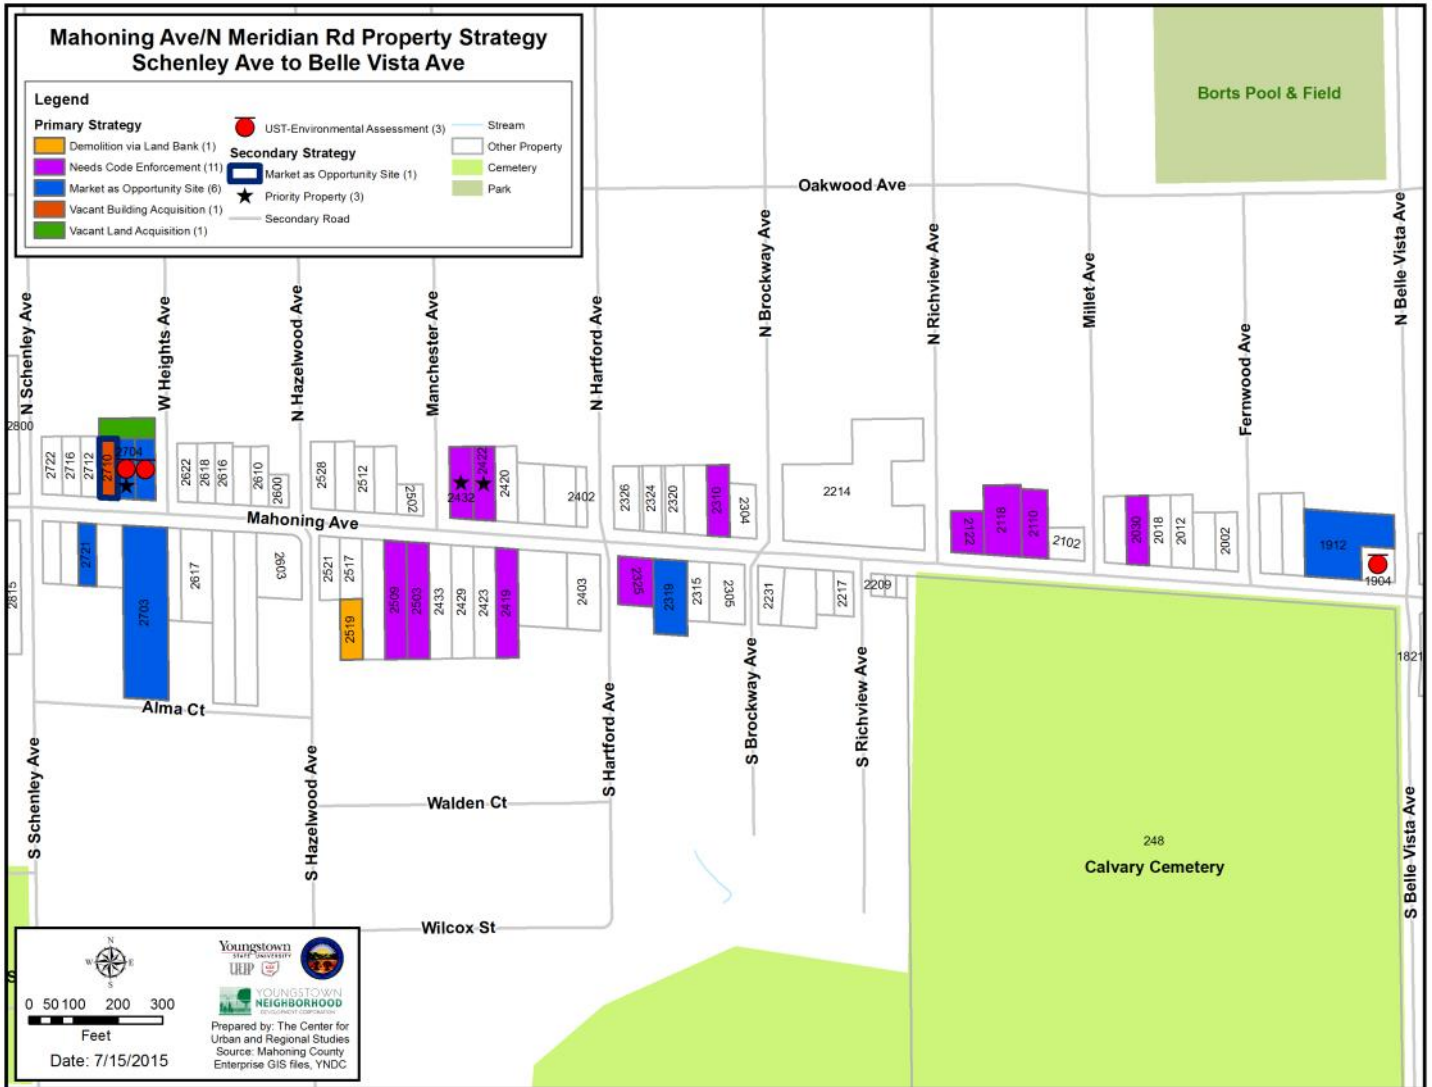 Mahoning Ave/N Meridian Rd Property Strategy
Schenley Ave to Belle Vista Ave
Legend
Primary Strategy
Demolition via Land Bank (1)
Needs Code Enforcement (11)
Market as Opportunity Site (6)
Vacant Building Acquisition (1)
Vacant Land Acquisition (1)
UST-Environmental Assessment (3)
Secondary Strategy
Market as Opportunity Site (1)
Priority Property (3)
Secondary Road
Stream
Other Property
Cemetery
Park
Borts Pool & Field
Oakwood Ave
N Schenley Ave
W Heights Ave
N Hazelwood Ave
Manchester Ave
N Hartford Ave
N Brockway Ave
N Richview Ave
Millet Ave
Fernwood Ave
N Belle Vista Ave
2800
2722
2716
2712
2710
2704
2622
2618
2616
2610
2600
2528
2512
2502
2432
2422
2420
2402
2326
2324
2320
2310
2304
2214
2122
2118
2110
2102
2030
2018
2012
2002
1912
1904
Mahoning Ave
2815
2721
2703
2617
2603
2521
2517
2519
2509
2503
2433
2429
2423
2419
2403
2325
2319
2315
2305
2231
2217
2209
1821
Alma Ct
Walden Ct
Wilcox St
S Schenley Ave
S Hazelwood Ave
S Hartford Ave
S Brockway Ave
S Richview Ave
S Belle Vista Ave
248
Calvary Cemetery
S
N
W E
S
0 50 100 200 300
Feet
Date: 7/15/2015
Youngstown
STATE UNIVERSITY
YOUNGSTOWN
NEIGHBORHOOD
DEVELOPMENT CORPORATION
Prepared by: The Center for
Urban and Regional Studies
Source: Mahoning County
Enterprise GIS files, YNDC